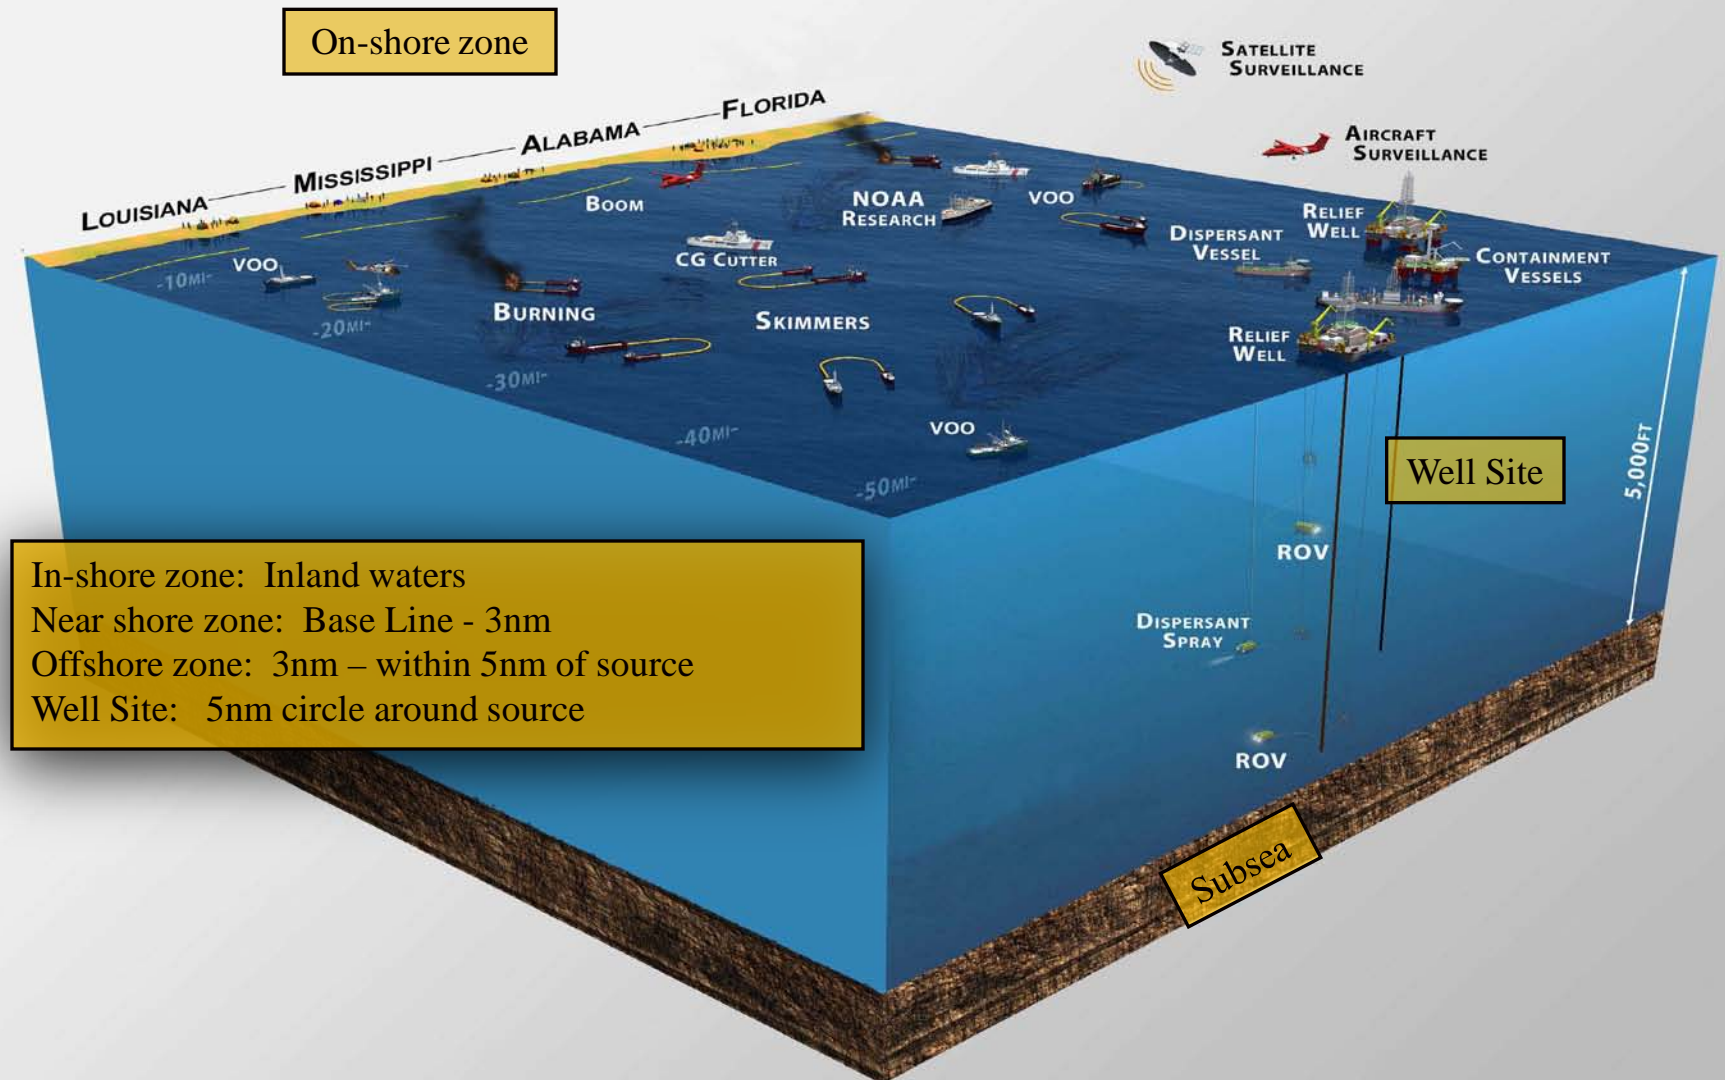 On-shore zone
SATELLITE
SURVEILLANCE
AIRCRAFT
SURVEILLANCE
LOUISIANA
MISSISSIPPI
ALABAMA
FLORIDA
BOOM
NOAA
RESEARCH
VOO
RELIEF
WELL
DISPERSANT
VESSEL
CONTAINMENT
VESSELS
VOO
CG CUTTER
-10MI-
BURNING
SKIMMERS
-20MI-
RELIEF
WELL
-30MI-
-40MI-
VOO
-50MI-
Well Site
5,000FT
ROV
In-shore zone: Inland waters
Near shore zone: Base Line - 3nm
Offshore zone: 3nm – within 5nm of source
Well Site: 5nm circle around source
DISPERSANT
SPRAY
ROV
Subsea